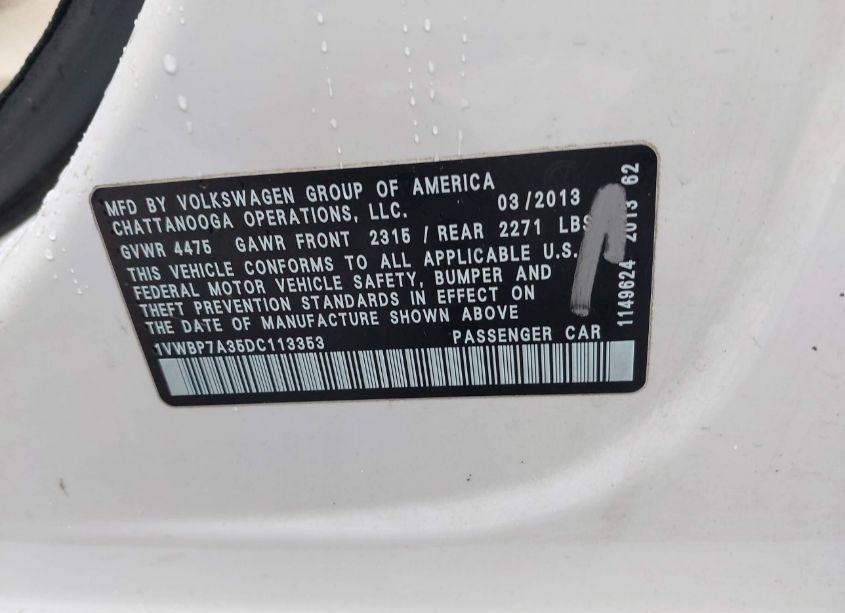 MFD BY VOLKSWAGEN GROUP OF AMERICA
CHATTANOOGA OPERATIONS, LLC. 03/2013
GVWR 4475 GAWR FRONT 2315 / REAR 2271 LBS
THIS VEHICLE CONFORMS TO ALL APPLICABLE U.S.
FEDERAL MOTOR VEHICLE SAFETY, BUMPER AND
THEFT PREVENTION STANDARDS IN EFFECT ON
THE DATE OF MANUFACTURE SHOWN ABOVE
1VWBP7A35DC113353 PASSENGER CAR
1149624 2013 62